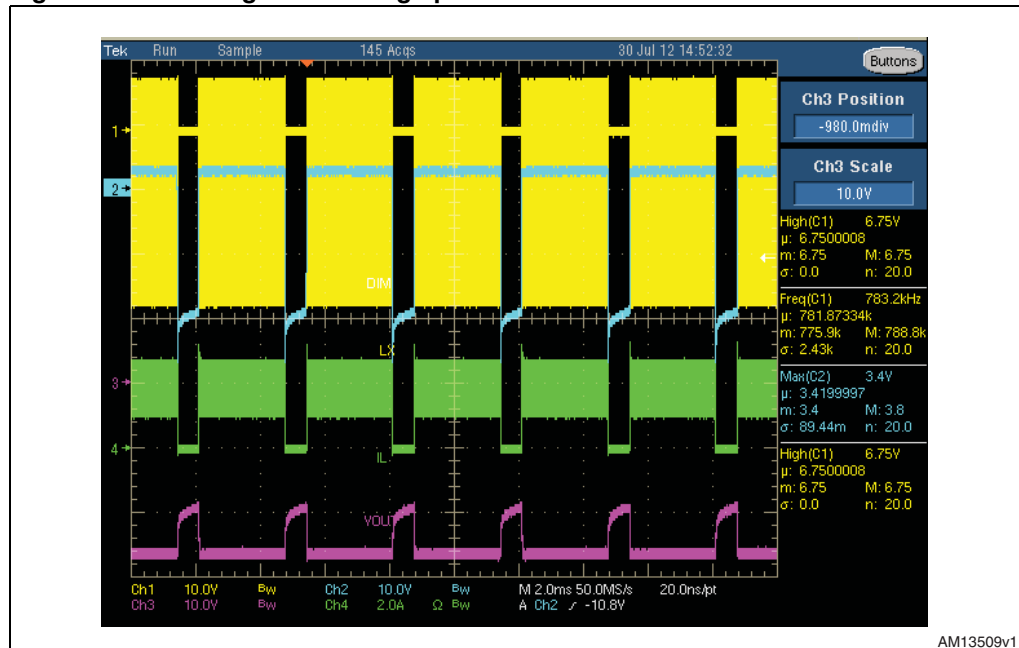 Tek Run Sample 145 Acqs 30 Jul 12 14:52:32
Buttons
Ch3 Position
-980.0mdiv
Ch3 Scale
10.0V
1
2
3
4
DIM
LX
IL
VOUT
High(C1) 6.75V
µ: 6.7500008
m: 6.75 M: 6.75
σ: 0.0 n: 20.0
Freq(C1) 783.2kHz
µ: 781.87334k
m: 775.9k M: 788.8k
σ: 2.43k n: 20.0
Max(C2) 3.4V
µ: 3.4199997
m: 3.4 M: 3.8
σ: 89.44m n: 20.0
High(C1) 6.75V
µ: 6.7500008
m: 6.75 M: 6.75
σ: 0.0 n: 20.0
Ch1 10.0V Bw Ch2 10.0V Bw M 2.0ms 50.0MS/s 20.0ns/pt
Ch3 10.0V Bw Ch4 2.0A Ω Bw A Ch2 -10.8V
AM13509v1